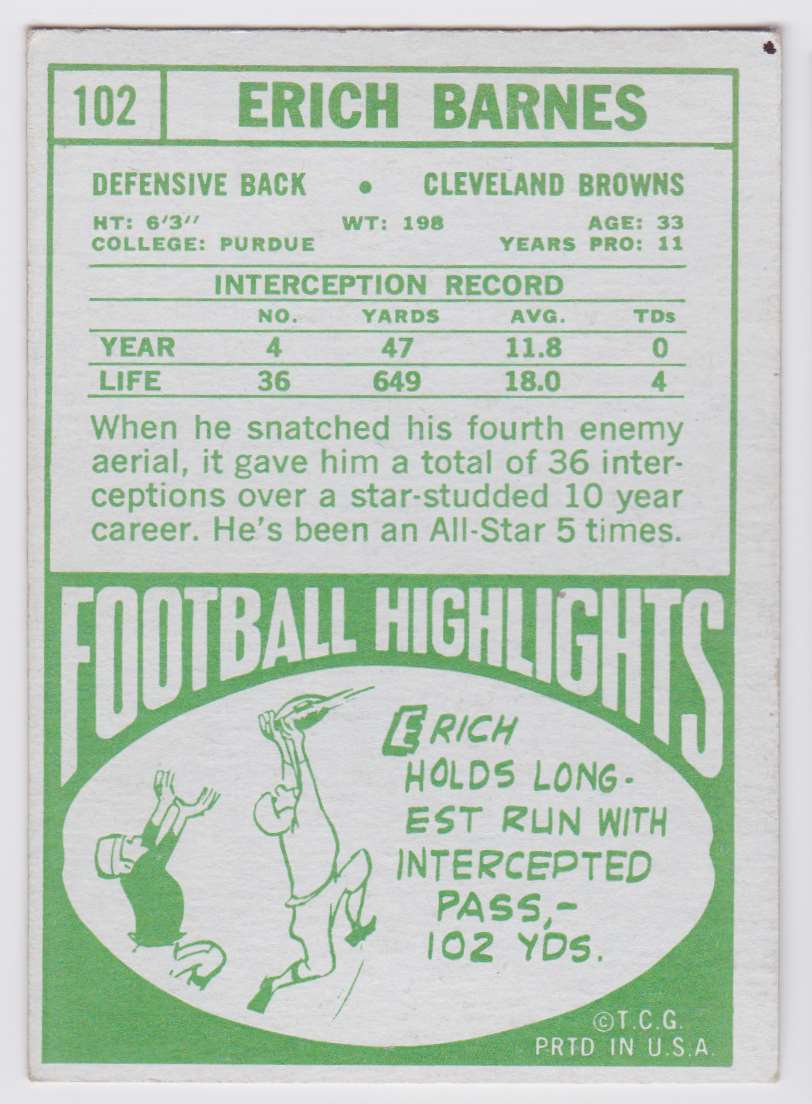 102 ERICH BARNES
DEFENSIVE BACK • CLEVELAND BROWNS
HT: 6'3" WT: 198 AGE: 33
COLLEGE: PURDUE YEARS PRO: 11
INTERCEPTION RECORD
NO. YARDS AVG. TDs
YEAR 4 47 11.8 0
LIFE 36 649 18.0 4
When he snatched his fourth enemy
aerial, it gave him a total of 36 inter-
ceptions over a star-studded 10 year
career. He's been an All-Star 5 times.
FOOTBALL HIGHLIGHTS
ERICH
HOLDS LONG-
EST RUN WITH
INTERCEPTED
PASS,-
102 YDS.
©T.C.G.
PRTD IN U.S.A.